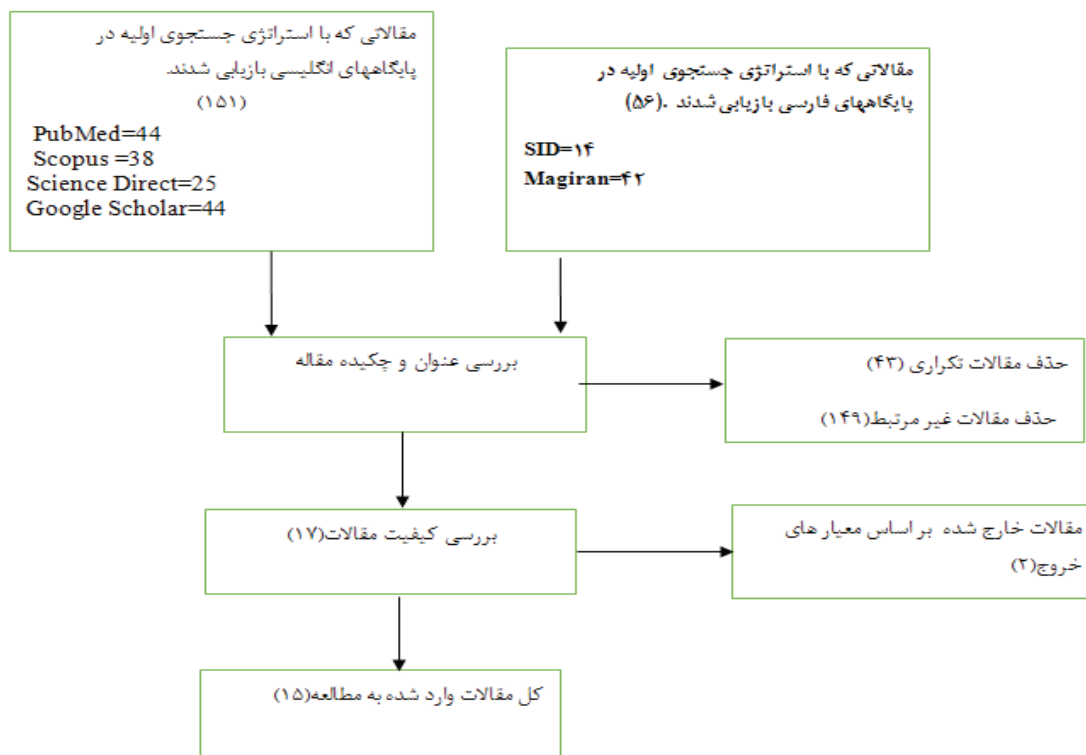 مقالاتی که با استراتژی جستجوی اولیه در
پایگاههای انگلیسی بازیابی شدند.
(۱۵۱)
PubMed=44
Scopus =38
Science Direct=25
Google Scholar=44
مقالاتی که با استراتژی جستجوی اولیه در
پایگاههای فارسی بازیابی شدند .(۵۶)
SID=۱۴
Magiran=۴۲
بررسی عنوان و چکیده مقاله
حذف مقالات تکراری (۴۳)
حذف مقالات غیر مرتبط(۱۴۹)
بررسی کیفیت مقالات(۱۷)
مقالات خارج شده بر اساس معیار های
خروج(۲)
کل مقالات وارد شده به مطالعه(۱۵)